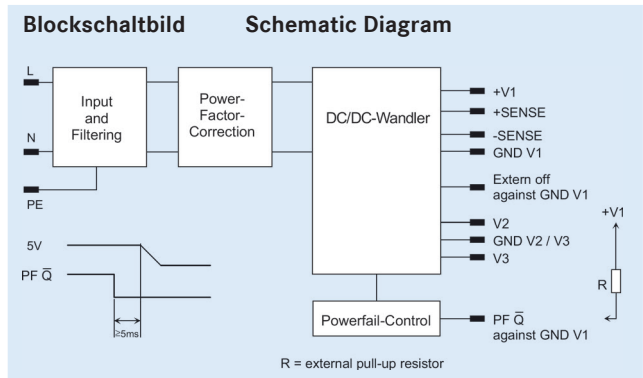 Blockschaltbild Schematic Diagram
L
N
PE
Input
and
Filtering
Power-
Factor-
Correction
DC/DC-Wandler
+V1
+SENSE
-SENSE
GND V1
Extern off
against GND V1
V2
GND V2 / V3
V3
+V1
R
5V
PF Q̅
≥5ms
Powerfail-Control
PF Q̅
against GND V1
R = external pull-up resistor